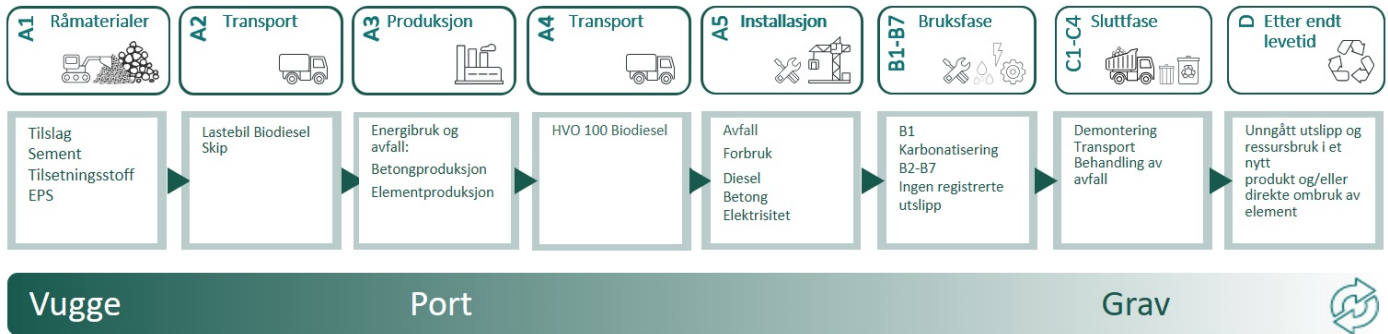 A1 Råmaterialer
A2 Transport
A3 Produksjon
A4 Transport
A5 Installasjon
B1-B7 Bruksfase
C1-C4 Sluttfase
D Etter endt
levetid
Tilslag
Sement
Tilsetningsstoff
EPS
Lastebil Biodiesel
Skip
Energibruk og
avfall:
Betongproduksjon
Elementproduksjon
HVO 100 Biodiesel
Avfall
Forbruk
Diesel
Betong
Elektrisitet
B1
Karbonatisering
B2-B7
Ingen registrerte
utslipp
Demontering
Transport
Behandling av
avfall
Unngått utslipp og
ressursbruk i et
nytt
produkt og/eller
direkte ombruk av
element
Vugge
Port
Grav